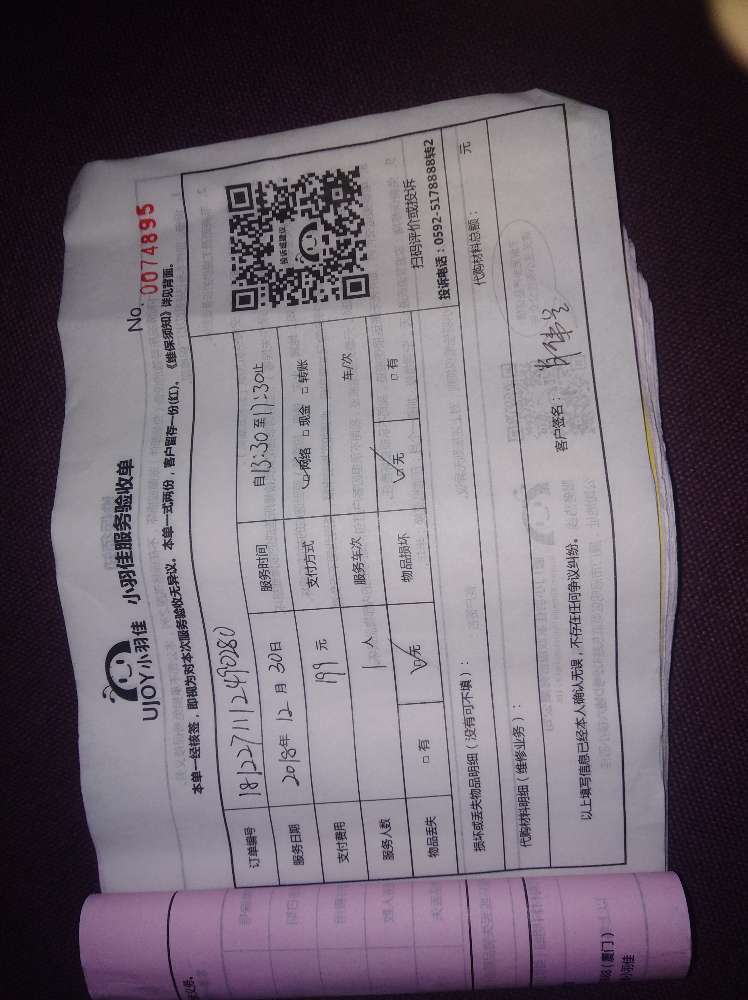 UJOY小羽佳 小羽佳服务验收单
No. 0074895
本单一经核签，即视为对本次服务验收无异议。本单一式两份，客户留存一份(红)。《维保须知》详见背面。
订单编号 1812271112490280
服务日期 2018年 12月 30日 服务时间 自13:30至17:30止
支付费用 199 元 支付方式 ☑网络 □现金 □转账
服务人数 1 人 服务车次 车/次
物品丢失 □有 ☑无 物品损坏 ☑无 □有
投诉或建议
扫码评价或投诉
投诉电话：0592-5178888转2
损坏或丢失物品明细（没有可不填）：
代购材料明细（维修业务）： 代购材料总额： 元
以上填写信息已经本人确认无误，不存在任何争议纠纷。 客户签名：